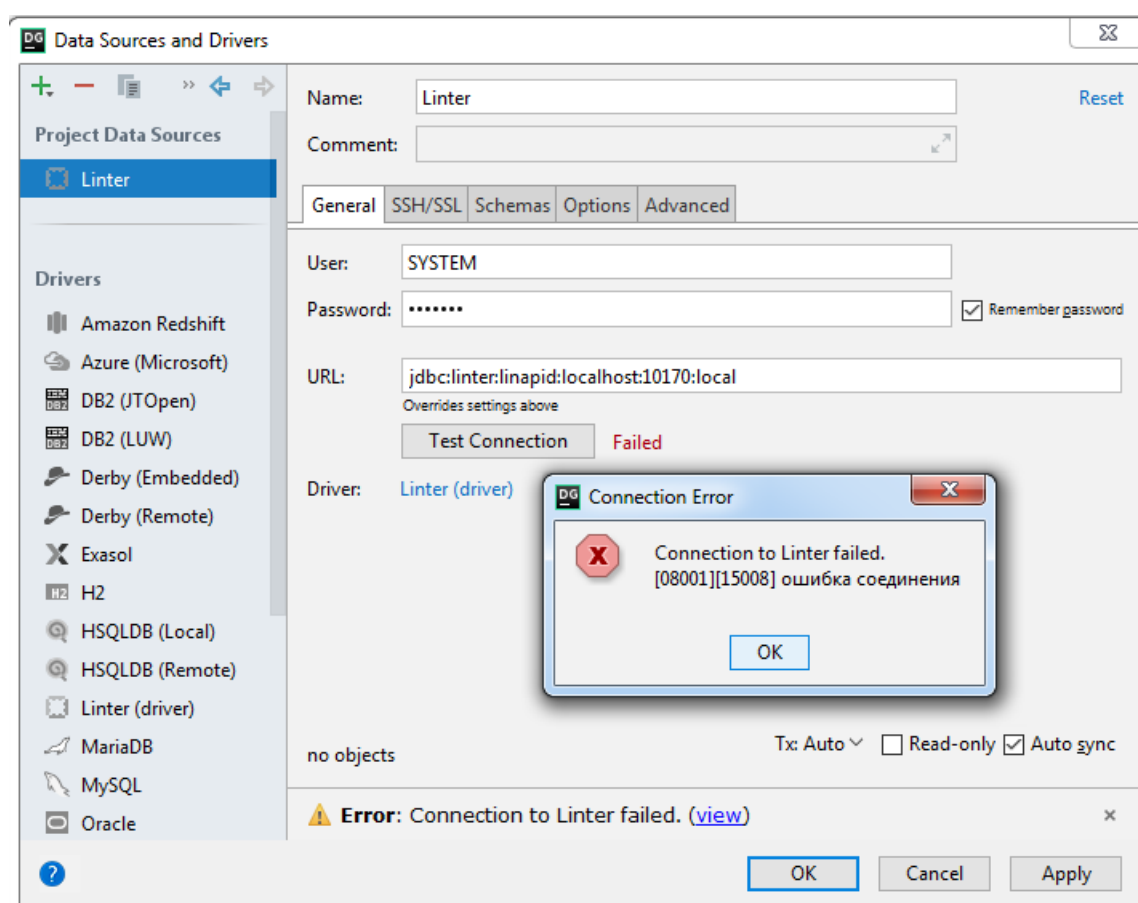 DG Data Sources and Drivers
Project Data Sources
Linter
Drivers
Amazon Redshift
Azure (Microsoft)
DB2 (JTOpen)
DB2 (LUW)
Derby (Embedded)
Derby (Remote)
Exasol
H2 H2
HSQLDB (Local)
HSQLDB (Remote)
Linter (driver)
MariaDB
MySQL
Oracle
Name: Linter Reset
Comment:
General SSH/SSL Schemas Options Advanced
User: SYSTEM
Password: ••••••• Remember password
URL: jdbc:linter:linapid:localhost:10170:local
Overrides settings above
Test Connection Failed
Driver: Linter (driver)
DG Connection Error
Connection to Linter failed.
[08001][15008] ошибка соединения
OK
no objects Tx: Auto Read-only Auto sync
Error: Connection to Linter failed. (view)
? OK Cancel Apply